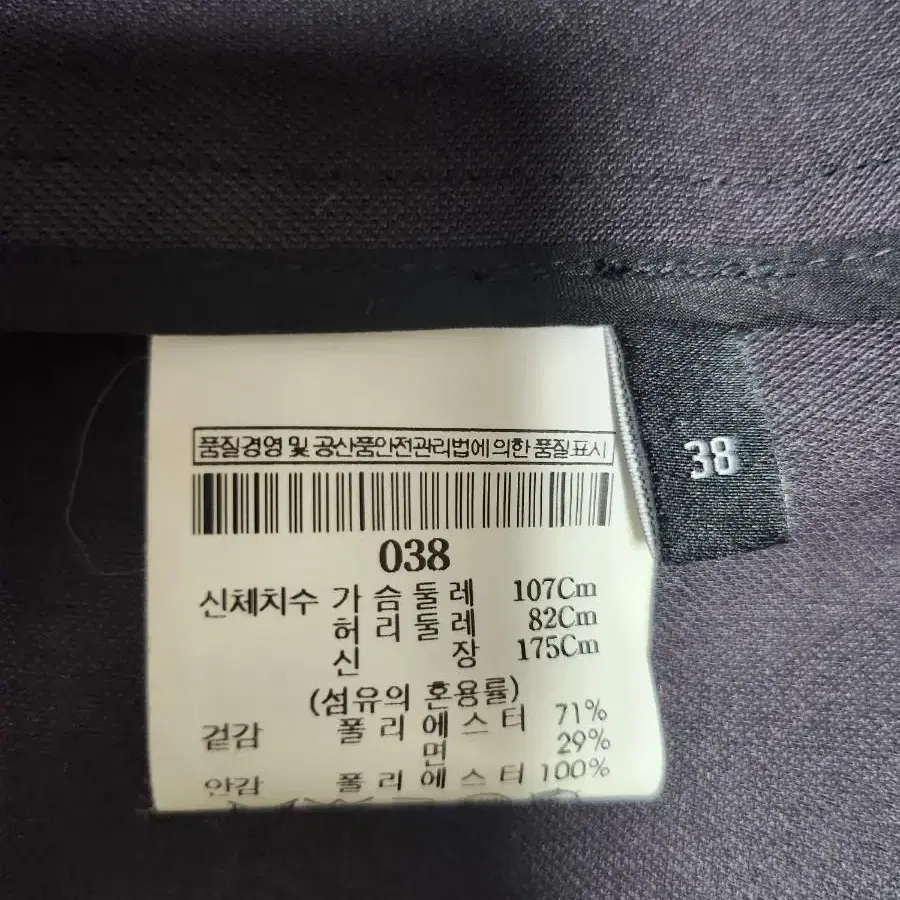 품질경영 및 공산품안전관리법에 의한 품질표시
38
038
신체치수 가슴둘레 107Cm
허리둘레 82Cm
신장 175Cm
(섬유의 혼용률)
겉감 폴리에스터 71%
면 29%
안감 폴리에스터 100%